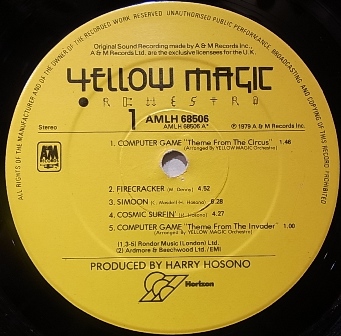 ALL RIGHTS OF THE MANUFACTURER AND OF THE OWNER OF THE RECORDED WORK RESERVED UNAUTHORISED PUBLIC PERFORMANCE BROADCASTING AND COPYING OF THIS RECORD PROHIBITED
Original Sound Recording made by A & M Records Inc.,
A & M Records Ltd. are the exclusive licensees for the U.K.
YELLOW MAGIC
ORCHESTRA
1 AMLH 68506
AMLH 68506 A*
Stereo
℗ 1979 A & M Records Inc.
A&M
RECORDS
1. COMPUTER GAME "Theme From The Circus" 1.48
(Arranged By YELLOW MAGIC Orchestra)
2. FIRECRACKER (M. Denny) 4.52
3. SIMOON (C. Mosdell H. Hosono) 6.28
4. COSMIC SURFIN' (H. Hosono) 4.27
5. COMPUTER GAME "Theme From The Invader" 1.00
(Arranged By YELLOW MAGIC Orchestra)
(1,3-5) Rondor Music (London) Ltd.
2) Ardmore & Beechwood Ltd./EMI
PRODUCED BY HARRY HOSONO
Horizon